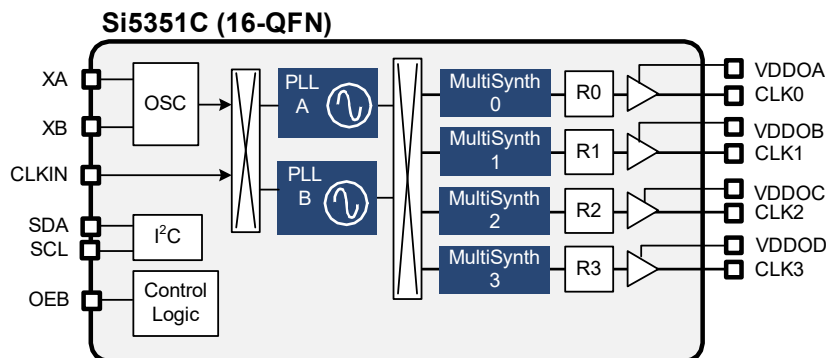 Si5351C (16-QFN)
XA
XB
CLKIN
SDA
SCL
OEB
OSC
I²C
Control
Logic
PLL
A
PLL
B
MultiSynth
0
MultiSynth
1
MultiSynth
2
MultiSynth
3
R0
R1
R2
R3
VDDOA
CLK0
VDDOB
CLK1
VDDOC
CLK2
VDDOD
CLK3